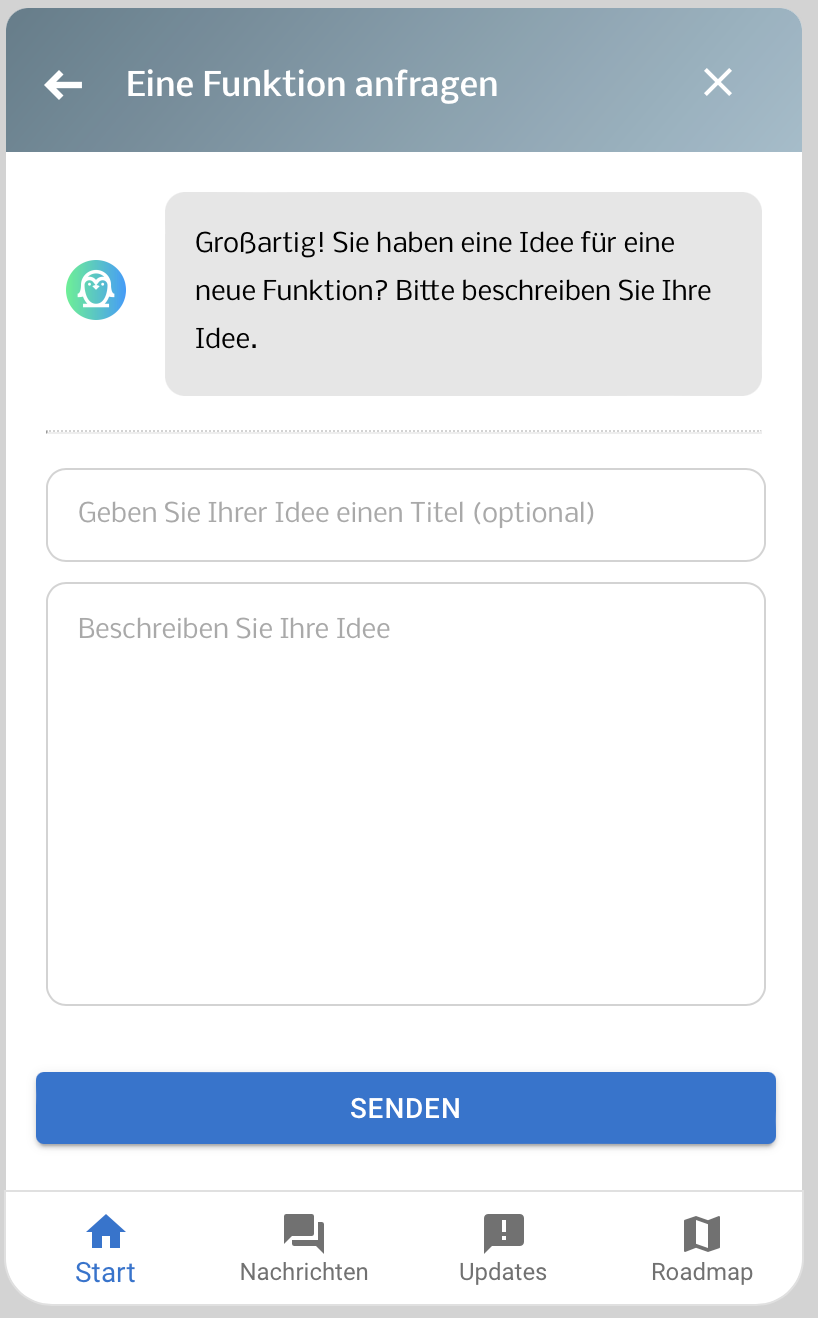 Eine Funktion anfragen
Großartig! Sie haben eine Idee für eine
neue Funktion? Bitte beschreiben Sie Ihre
Idee.
Geben Sie Ihrer Idee einen Titel (optional)
Beschreiben Sie Ihre Idee
SENDEN
Start
Nachrichten
Updates
Roadmap